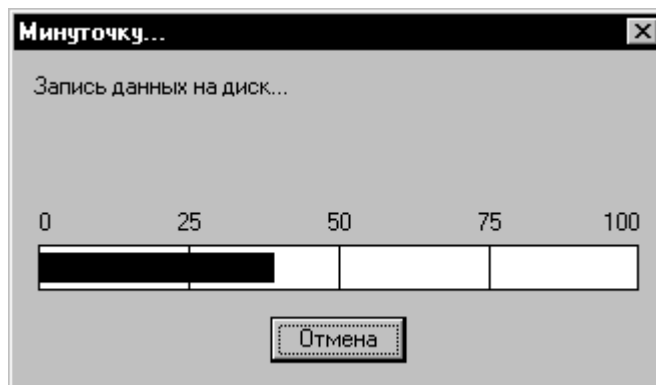 Минуточку...
Запись данных на диск...
0 25 50 75 100
Отмена